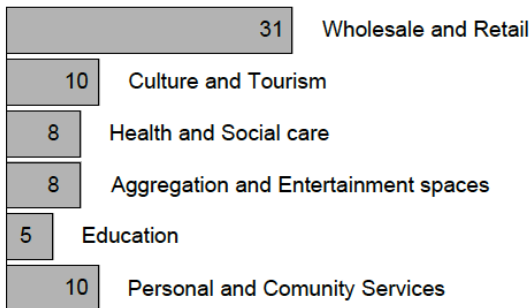 31 Wholesale and Retail
10 Culture and Tourism
8 Health and Social care
8 Aggregation and Entertainment spaces
5 Education
10 Personal and Comunity Services